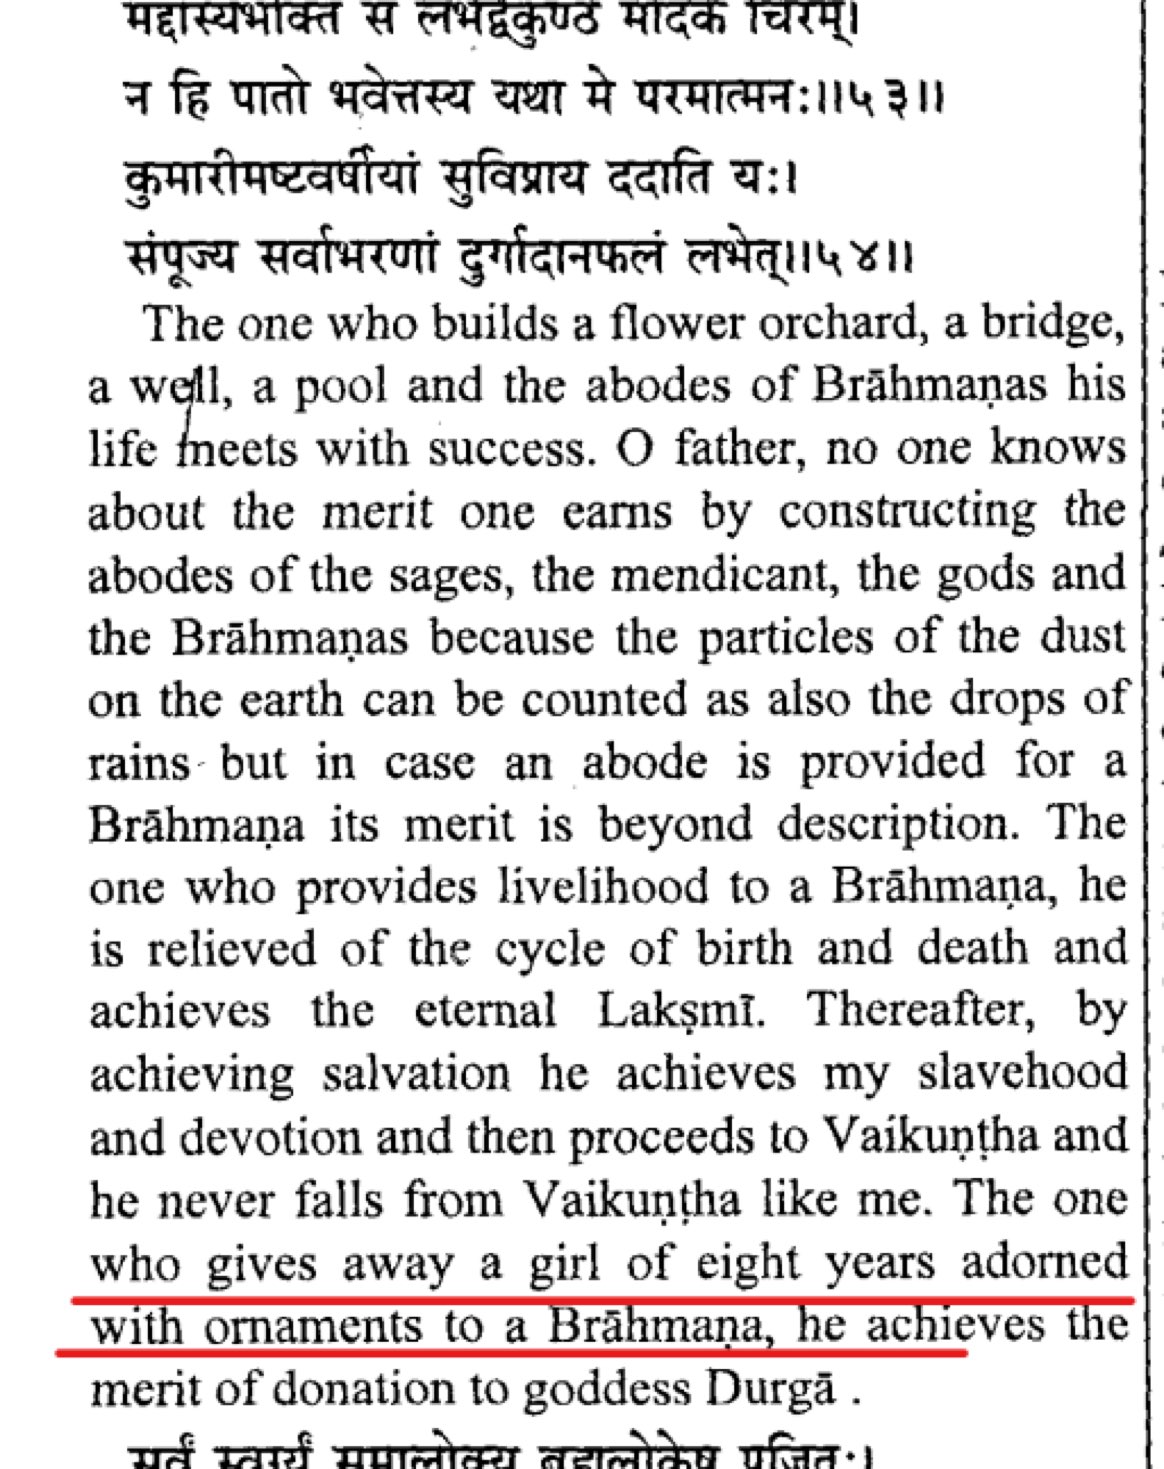 मद्दास्यभक्तिं स लभेद्वैकुण्ठे मोदकं चिरम्।
न हि पातो भवेत्तस्य यथा मे परमात्मनः।।५३।।
कुमारीमष्टवर्षीयां सुविप्राय ददाति यः।
संपूज्य सर्वाभरणां दुर्गादानफलं लभेत्।।५४।।
The one who builds a flower orchard, a bridge,
a well, a pool and the abodes of Brāhmaṇas his
life meets with success. O father, no one knows
about the merit one earns by constructing the
abodes of the sages, the mendicant, the gods and
the Brāhmaṇas because the particles of the dust
on the earth can be counted as also the drops of
rains but in case an abode is provided for a
Brāhmaṇa its merit is beyond description. The
one who provides livelihood to a Brāhmaṇa, he
is relieved of the cycle of birth and death and
achieves the eternal Lakṣmī. Thereafter, by
achieving salvation he achieves my slavehood
and devotion and then proceeds to Vaikuṇṭha and
he never falls from Vaikuṇṭha like me. The one
who gives away a girl of eight years adorned
with ornaments to a Brāhmaṇa, he achieves the
merit of donation to goddess Durgā .
सर्वं स्वर्ग्यं समालोक्य ब्रह्मलोकेषु पूजितः।